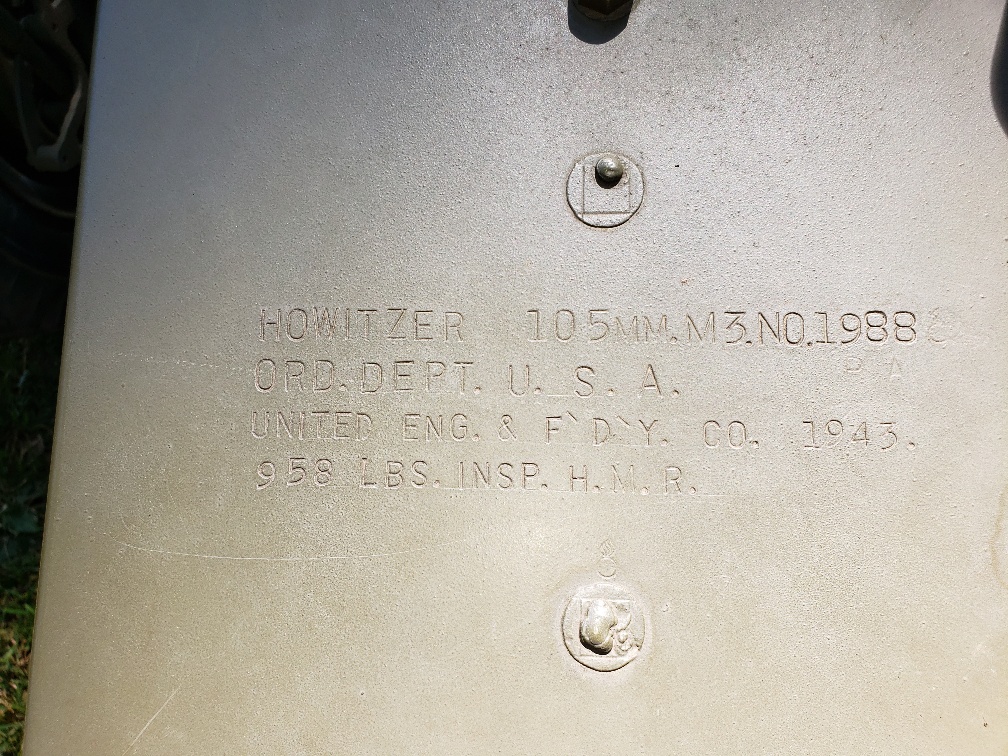 HOWITZER 105MM.M3.NO.1988
ORD.DEPT. U. S. A.
UNITED ENG. & F`D`Y. CO. 1943.
958 LBS. INSP. H.M.R.